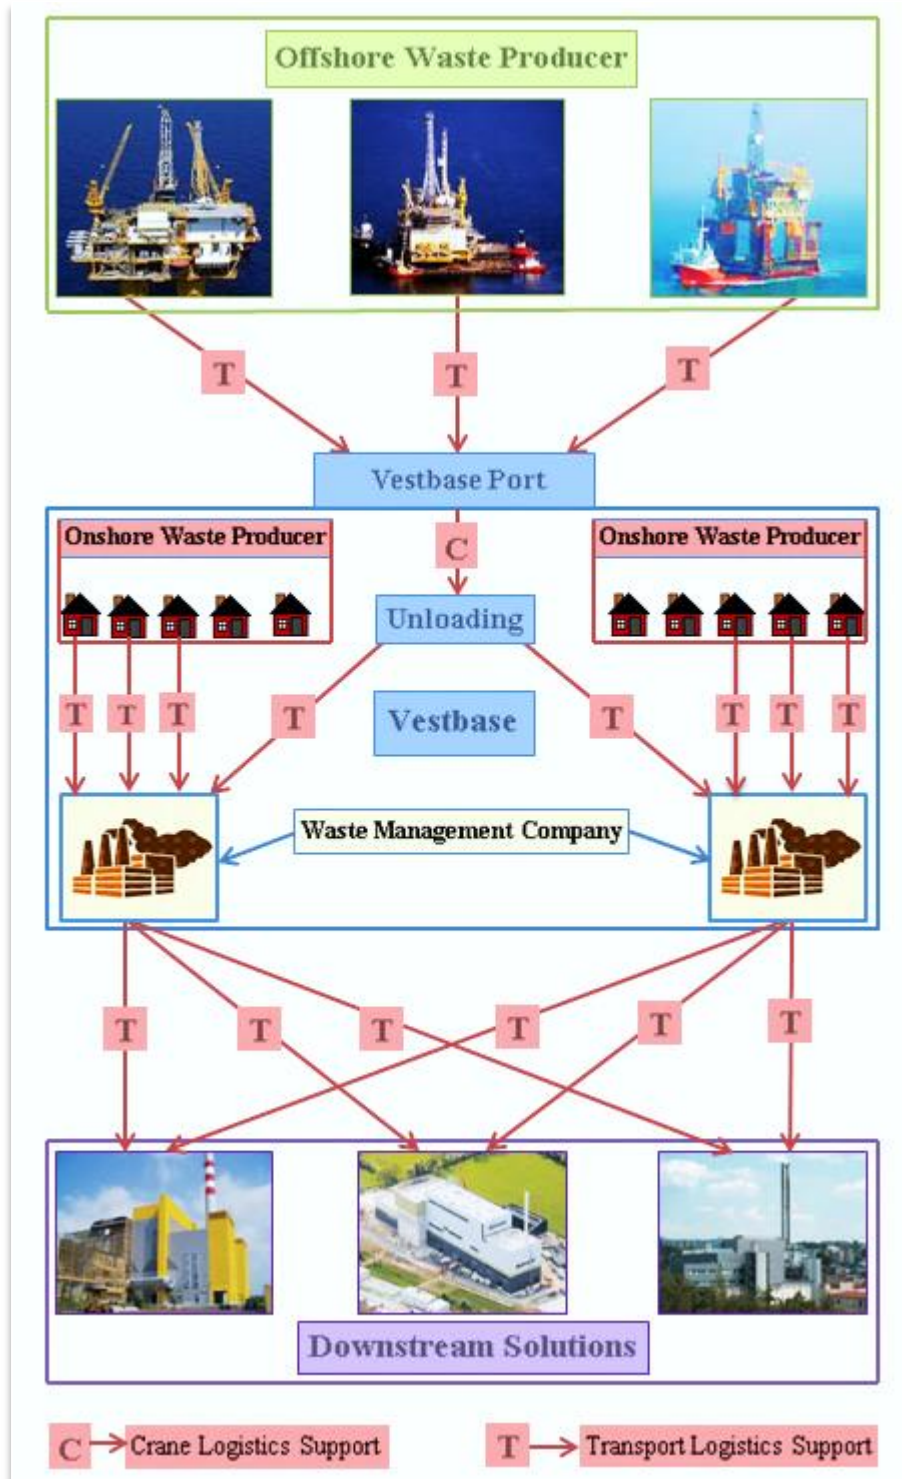 Offshore Waste Producer
T T T
Vestbase Port
Onshore Waste Producer
C
Onshore Waste Producer
Unloading
T T T T T T T T
Vestbase
Waste Management Company
T T T T T T
Downstream Solutions
C Crane Logistics Support
T Transport Logistics Support